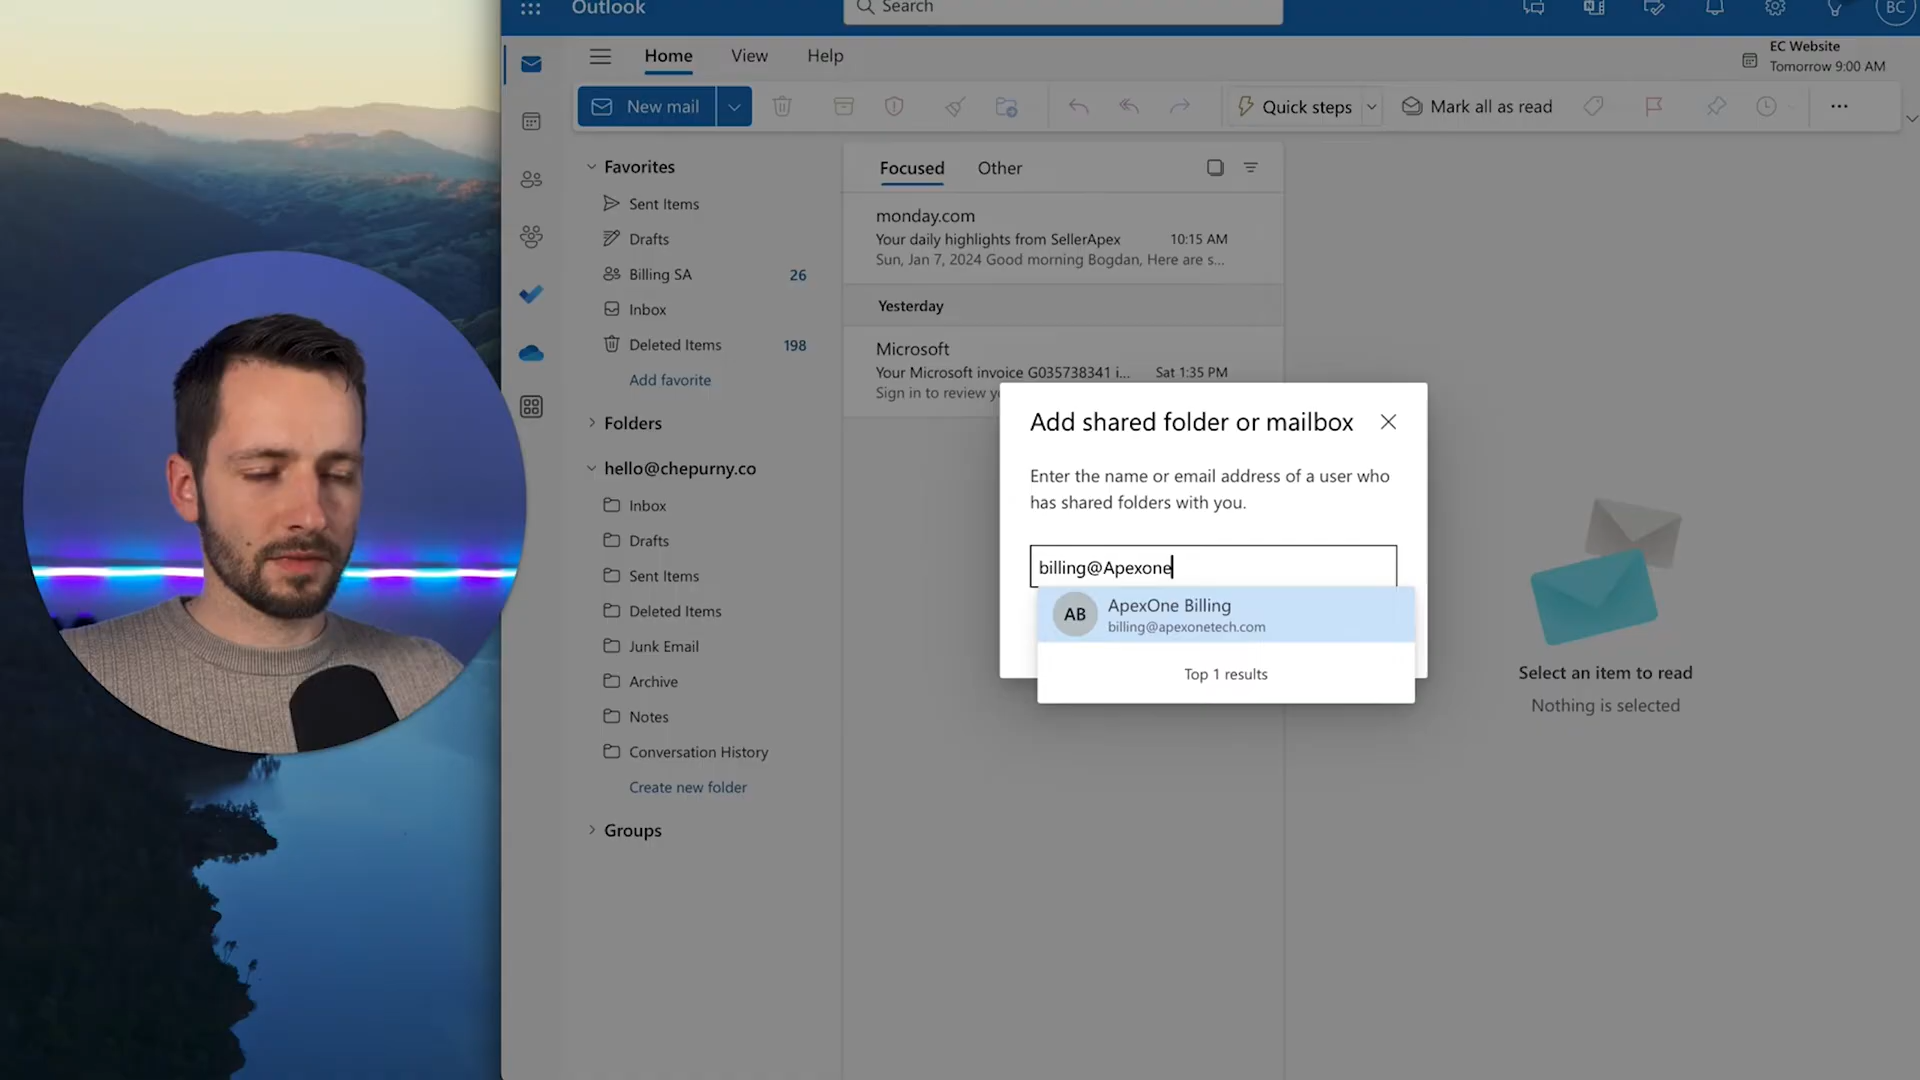 Outlook
Search
BC
Home
View
Help
EC Website
Tomorrow 9:00 AM
New mail
Quick steps
Mark all as read
Favorites
Sent Items
Drafts
Billing SA
26
Inbox
Deleted Items
198
Add favorite
Folders
hello@chepurny.co
Inbox
Drafts
Sent Items
Deleted Items
Junk Email
Archive
Notes
Conversation History
Create new folder
Groups
Focused
Other
monday.com
Your daily highlights from SellerApex
10:15 AM
Sun, Jan 7, 2024 Good morning Bogdan, Here are s...
Yesterday
Microsoft
Your Microsoft invoice G035738341 i...
Sat 1:35 PM
Sign in to review
Add shared folder or mailbox
Enter the name or email address of a user who
has shared folders with you.
billing@Apexone
AB
ApexOne Billing
billing@apexonetech.com
Top 1 results
Select an item to read
Nothing is selected